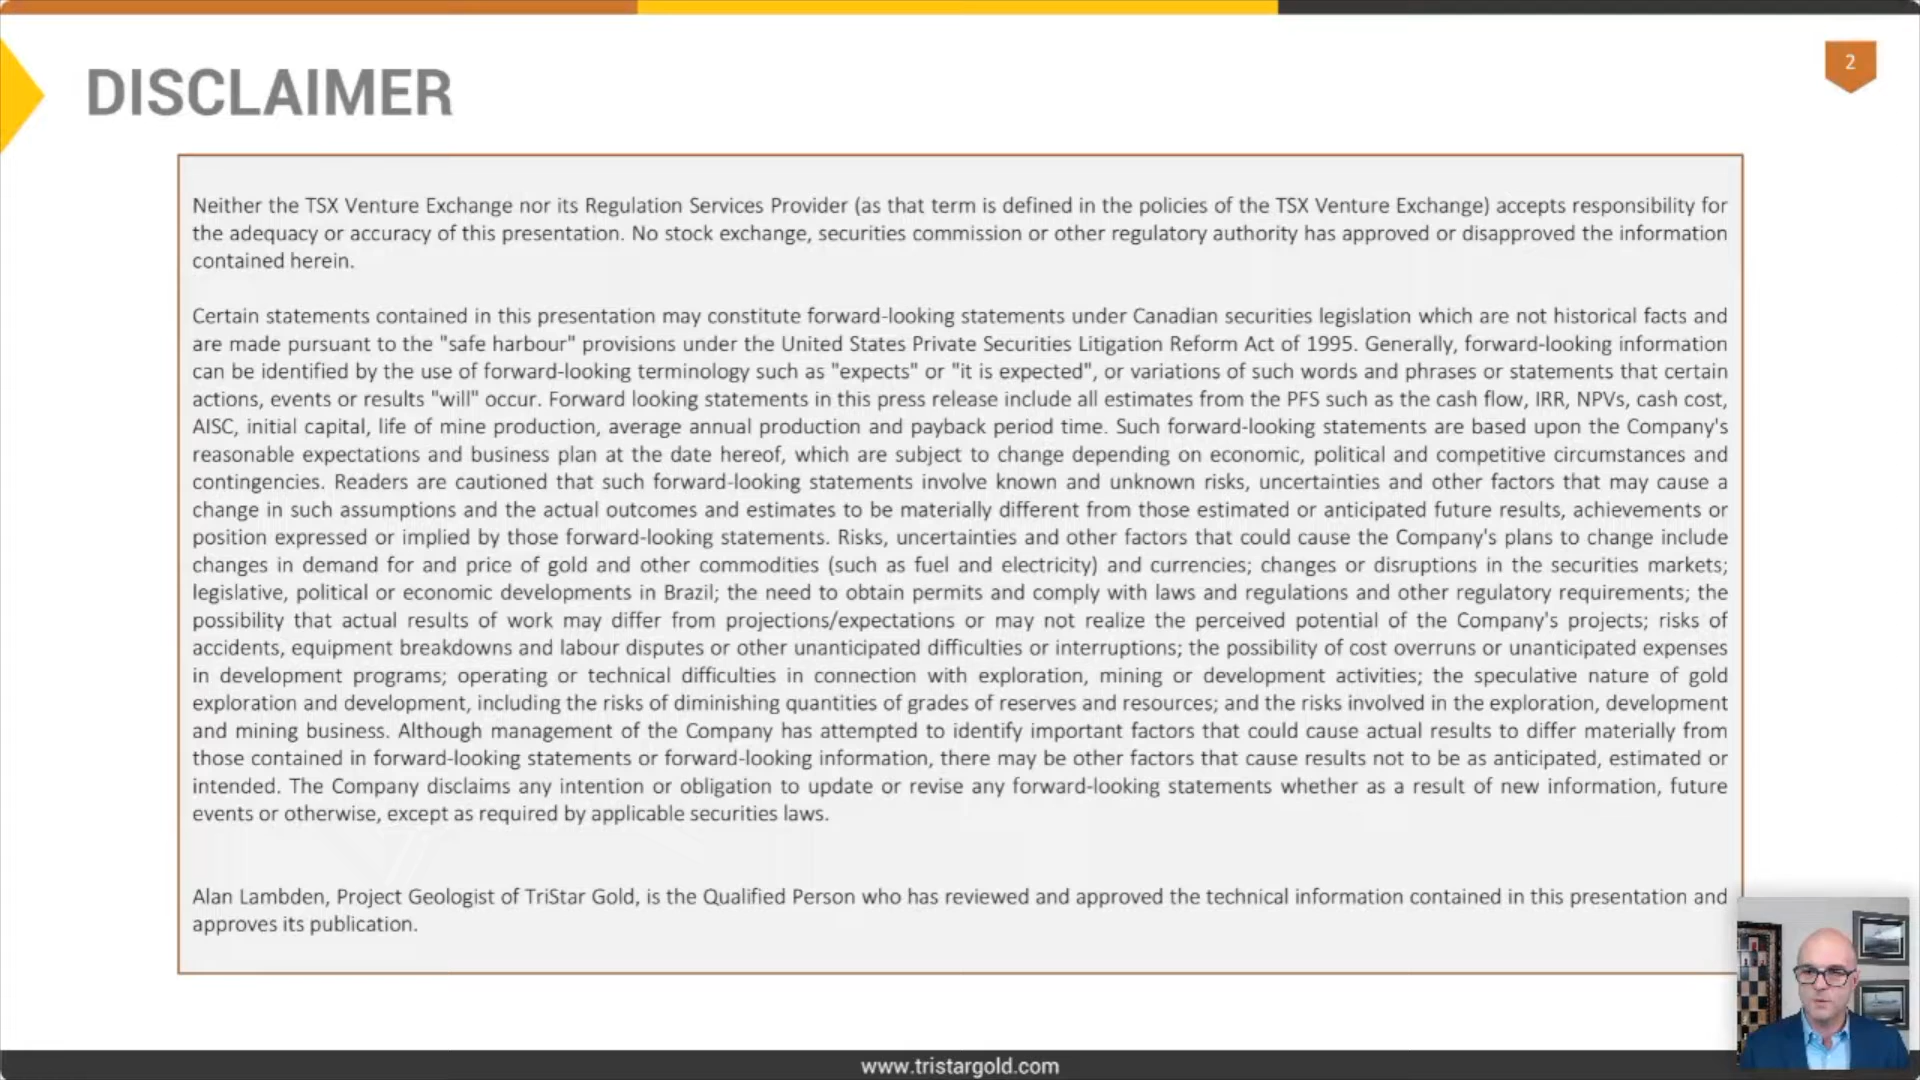 DISCLAIMER
2
Neither the TSX Venture Exchange nor its Regulation Services Provider (as that term is defined in the policies of the TSX Venture Exchange) accepts responsibility for
the adequacy or accuracy of this presentation. No stock exchange, securities commission or other regulatory authority has approved or disapproved the information
contained herein.
Certain statements contained in this presentation may constitute forward-looking statements under Canadian securities legislation which are not historical facts and
are made pursuant to the "safe harbour" provisions under the United States Private Securities Litigation Reform Act of 1995. Generally, forward-looking information
can be identified by the use of forward-looking terminology such as "expects" or "it is expected", or variations of such words and phrases or statements that certain
actions, events or results "will" occur. Forward looking statements in this press release include all estimates from the PFS such as the cash flow, IRR, NPVs, cash cost,
AISC, initial capital, life of mine production, average annual production and payback period time. Such forward-looking statements are based upon the Company's
reasonable expectations and business plan at the date hereof, which are subject to change depending on economic, political and competitive circumstances and
contingencies. Readers are cautioned that such forward-looking statements involve known and unknown risks, uncertainties and other factors that may cause a
change in such assumptions and the actual outcomes and estimates to be materially different from those estimated or anticipated future results, achievements or
position expressed or implied by those forward-looking statements. Risks, uncertainties and other factors that could cause the Company's plans to change include
changes in demand for and price of gold and other commodities (such as fuel and electricity) and currencies; changes or disruptions in the securities markets;
legislative, political or economic developments in Brazil; the need to obtain permits and comply with laws and regulations and other regulatory requirements; the
possibility that actual results of work may differ from projections/expectations or may not realize the perceived potential of the Company's projects; risks of
accidents, equipment breakdowns and labour disputes or other unanticipated difficulties or interruptions; the possibility of cost overruns or unanticipated expenses
in development programs; operating or technical difficulties in connection with exploration, mining or development activities; the speculative nature of gold
exploration and development, including the risks of diminishing quantities of grades of reserves and resources; and the risks involved in the exploration, development
and mining business. Although management of the Company has attempted to identify important factors that could cause actual results to differ materially from
those contained in forward-looking statements or forward-looking information, there may be other factors that cause results not to be as anticipated, estimated or
intended. The Company disclaims any intention or obligation to update or revise any forward-looking statements whether as a result of new information, future
events or otherwise, except as required by applicable securities laws.
Alan Lambden, Project Geologist of TriStar Gold, is the Qualified Person who has reviewed and approved the technical information contained in this presentation and
approves its publication.
www.tristargold.com